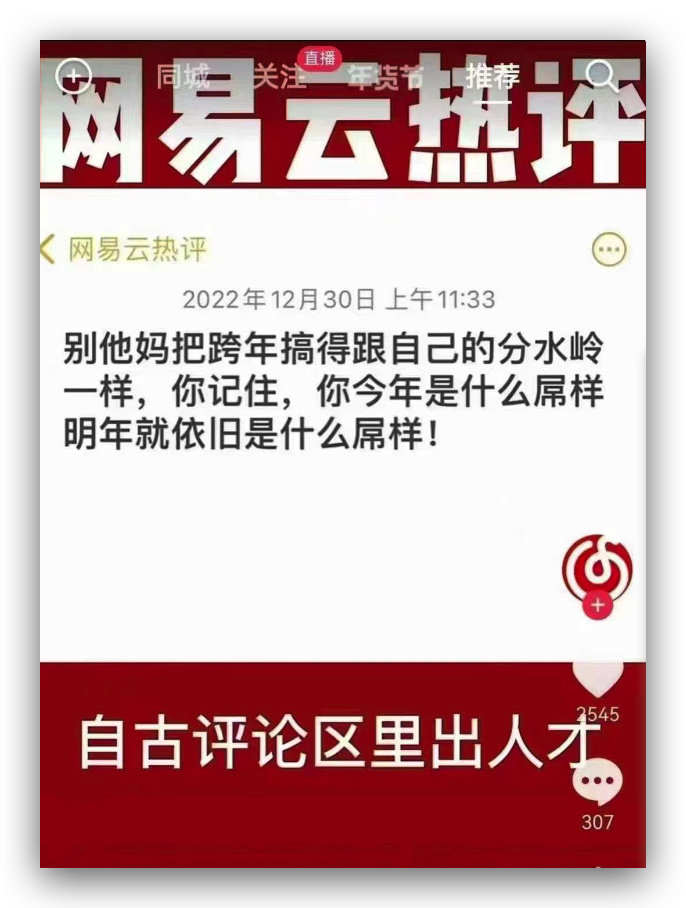 同城 关注 直播 年货节 推荐
网易云热评
网易云热评
2022年12月30日 上午11:33
别他妈把跨年搞得跟自己的分水岭
一样，你记住，你今年是什么屌样
明年就依旧是什么屌样！
2545
自古评论区里出人才
307